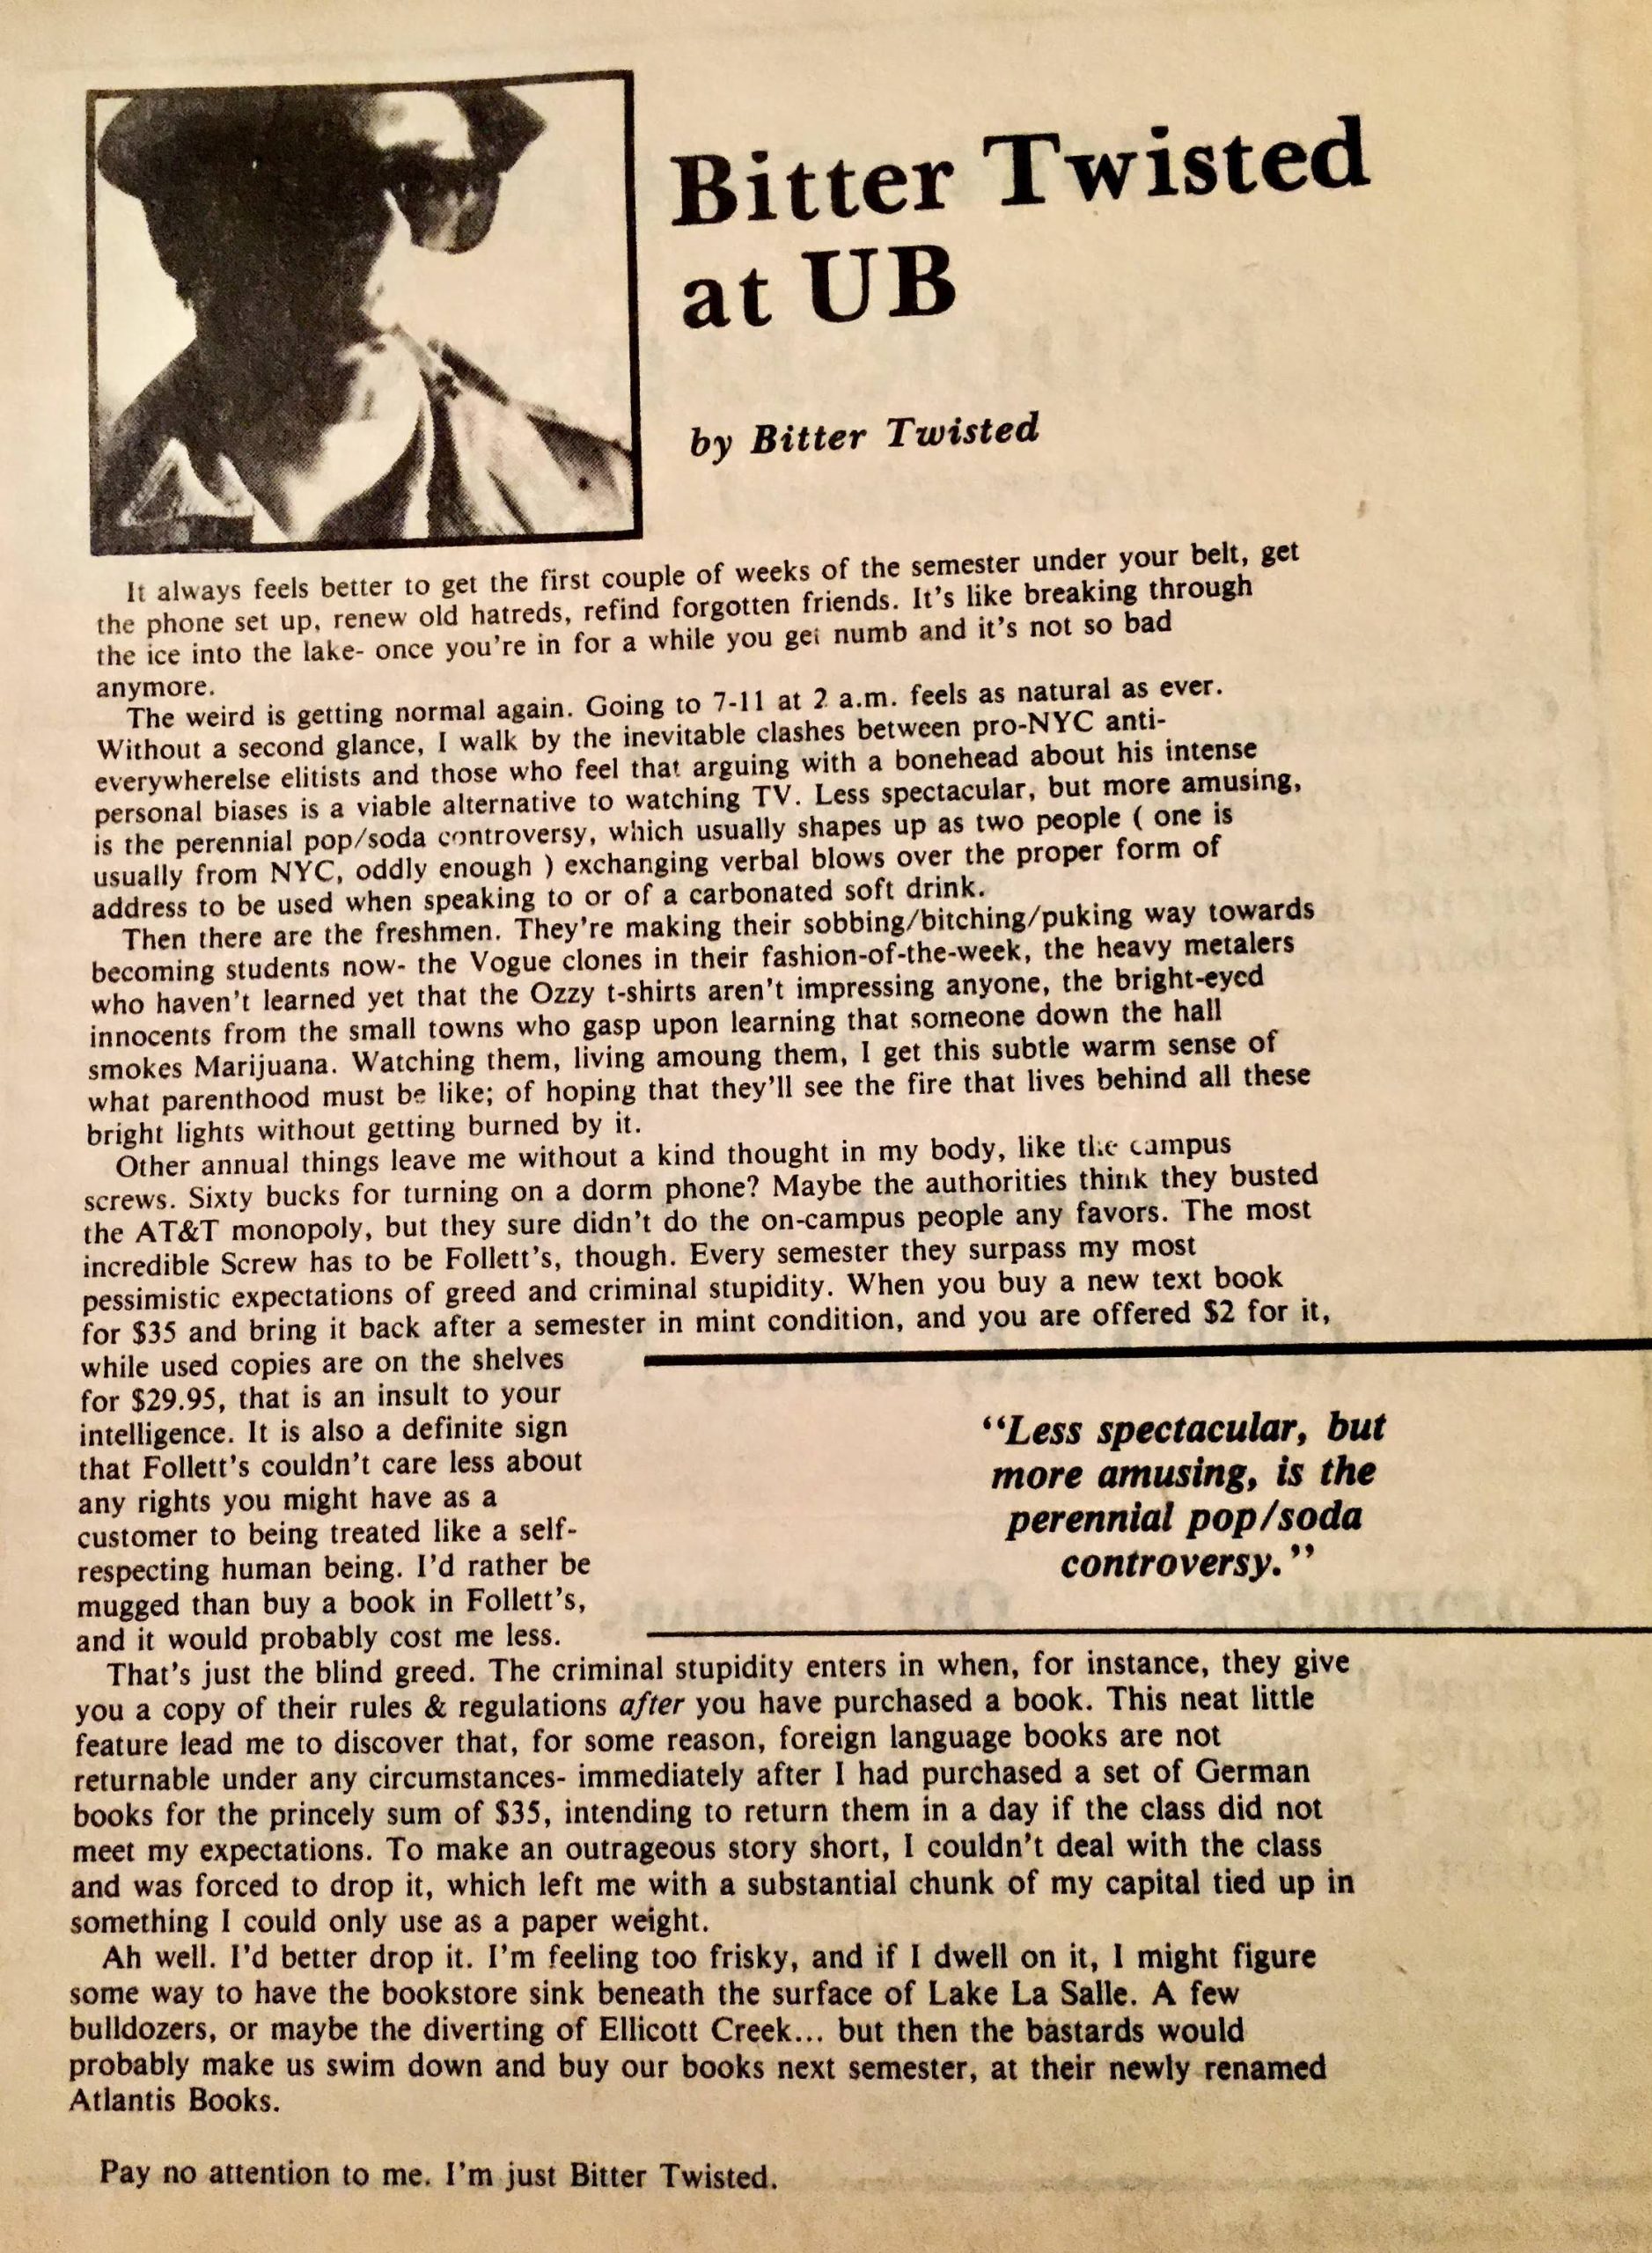 Bitter Twisted
at UB
by Bitter Twisted
It always feels better to get the first couple of weeks of the semester under your belt, get
the phone set up, renew old hatreds, refind forgotten friends. It's like breaking through
the ice into the lake- once you're in for a while you get numb and it's not so bad
anymore.
The weird is getting normal again. Going to 7-11 at 2 a.m. feels as natural as ever.
Without a second glance, I walk by the inevitable clashes between pro-NYC anti-
everywherelse elitists and those who feel that arguing with a bonehead about his intense
personal biases is a viable alternative to watching TV. Less spectacular, but more amusing,
is the perennial pop/soda controversy, which usually shapes up as two people ( one is
usually from NYC, oddly enough ) exchanging verbal blows over the proper form of
address to be used when speaking to or of a carbonated soft drink.
Then there are the freshmen. They're making their sobbing/bitching/puking way towards
becoming students now- the Vogue clones in their fashion-of-the-week, the heavy metalers
who haven't learned yet that the Ozzy t-shirts aren't impressing anyone, the bright-eyed
innocents from the small towns who gasp upon learning that someone down the hall
smokes Marijuana. Watching them, living amoung them, I get this subtle warm sense of
what parenthood must be like; of hoping that they'll see the fire that lives behind all these
bright lights without getting burned by it.
Other annual things leave me without a kind thought in my body, like the campus
screws. Sixty bucks for turning on a dorm phone? Maybe the authorities think they busted
the AT&T monopoly, but they sure didn't do the on-campus people any favors. The most
incredible Screw has to be Follett's, though. Every semester they surpass my most
pessimistic expectations of greed and criminal stupidity. When you buy a new text book
for $35 and bring it back after a semester in mint condition, and you are offered $2 for it,
while used copies are on the shelves
for $29.95, that is an insult to your
intelligence. It is also a definite sign
that Follett's couldn't care less about
any rights you might have as a
customer to being treated like a self-
respecting human being. I'd rather be
mugged than buy a book in Follett's,
and it would probably cost me less.
"Less spectacular, but
more amusing, is the
perennial pop/soda
controversy."
That's just the blind greed. The criminal stupidity enters in when, for instance, they give
you a copy of their rules & regulations after you have purchased a book. This neat little
feature lead me to discover that, for some reason, foreign language books are not
returnable under any circumstances- immediately after I had purchased a set of German
books for the princely sum of $35, intending to return them in a day if the class did not
meet my expectations. To make an outrageous story short, I couldn't deal with the class
and was forced to drop it, which left me with a substantial chunk of my capital tied up in
something I could only use as a paper weight.
Ah well. I'd better drop it. I'm feeling too frisky, and if I dwell on it, I might figure
some way to have the bookstore sink beneath the surface of Lake La Salle. A few
bulldozers, or maybe the diverting of Ellicott Creek... but then the bastards would
probably make us swim down and buy our books next semester, at their newly renamed
Atlantis Books.
Pay no attention to me. I'm just Bitter Twisted.